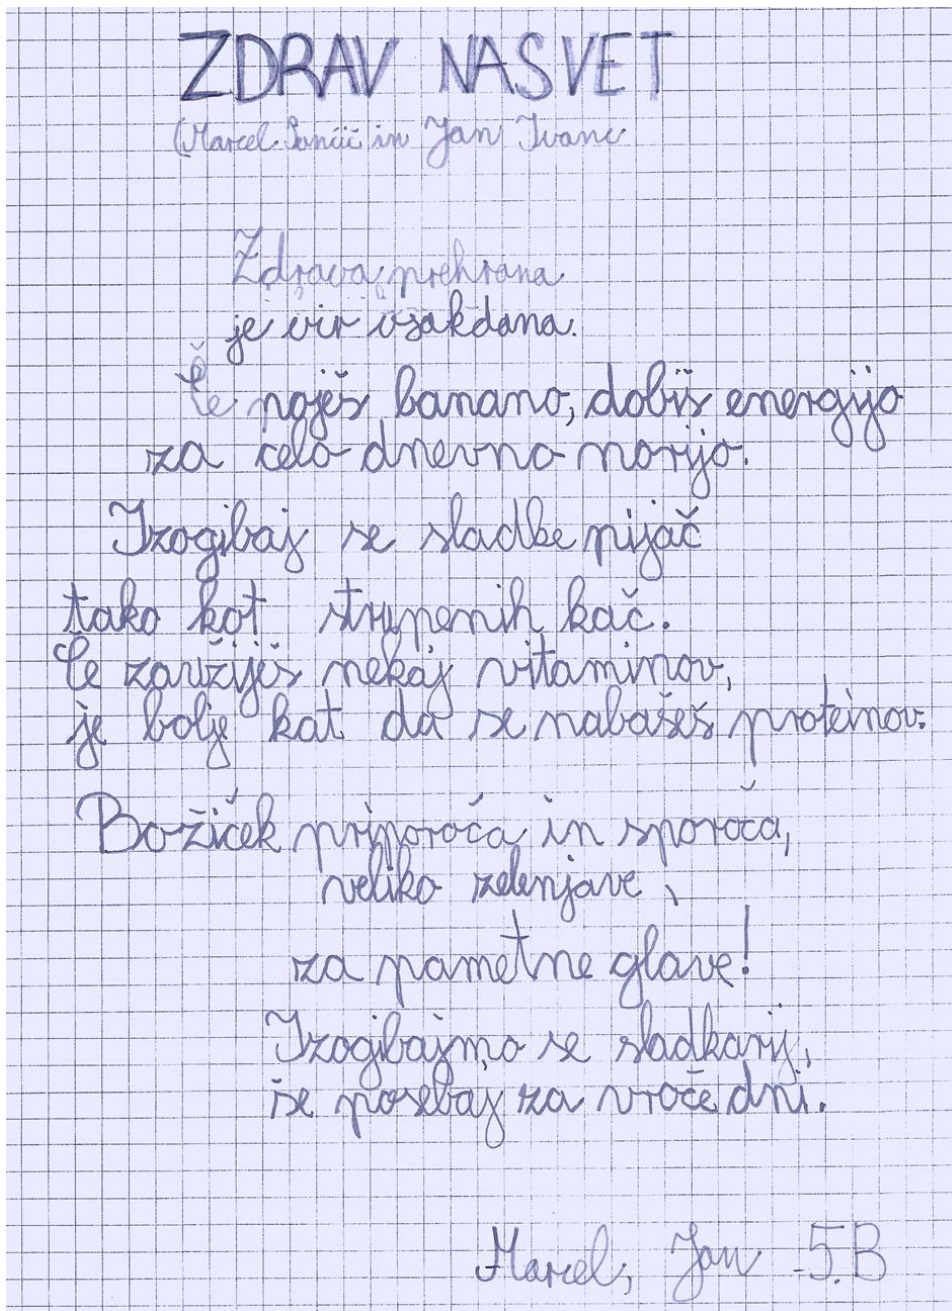 ZDRAV NASVET
(Marcel in Jan Ivanc
Zdrava prehrana
je vir vsakdana.
Če poješ banano, dobiš energijo
za celo dnevno norijo.
Izogibaj se sladke pijač
tako kot strupenih kač.
Če zaužiješ nekaj vitaminov,
je bolje kat da se nabašeš proteinov.
Božiček priporoča in sporoča,
veliko zelenjave,
za pametne glave!
Izogibajmo se sladkarij,
še posebaj za vroče dni.
Marcel, Jan 5.B